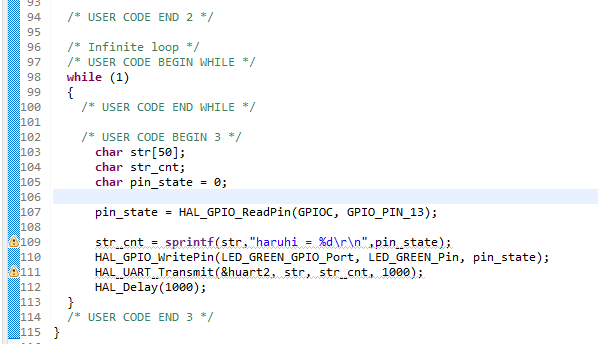 93
94 /* USER CODE END 2 */
95
96 /* Infinite loop */
97 /* USER CODE BEGIN WHILE */
98 while (1)
99 {
100 /* USER CODE END WHILE */
101
102 /* USER CODE BEGIN 3 */
103 char str[50];
104 char str_cnt;
105 char pin_state = 0;
106
107 pin_state = HAL_GPIO_ReadPin(GPIOC, GPIO_PIN_13);
108
109 str_cnt = sprintf(str,"haruhi = %d\r\n",pin_state);
110 HAL_GPIO_WritePin(LED_GREEN_GPIO_Port, LED_GREEN_Pin, pin_state);
111 HAL_UART_Transmit(&huart2, str, str_cnt, 1000);
112 HAL_Delay(1000);
113 }
114 /* USER CODE END 3 */
115 }